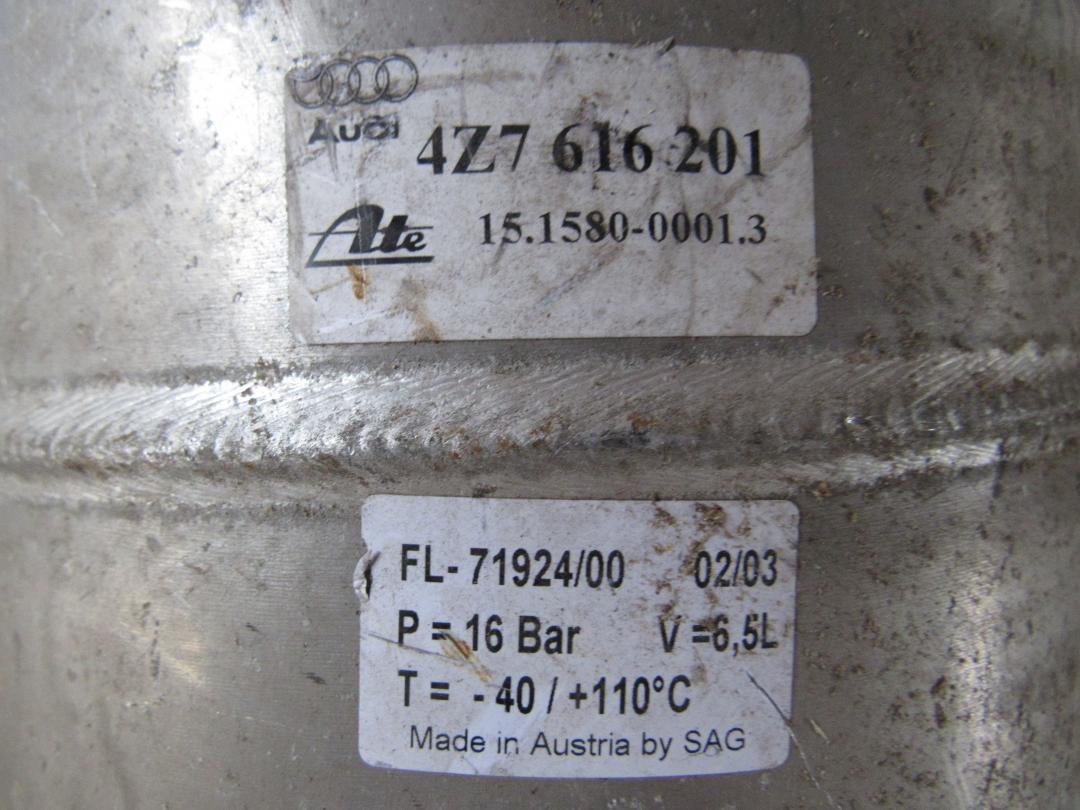 Audi 4Z7 616 201
Ate 15.1580-0001.3
FL- 71924/00 02/03
P = 16 Bar V =6,5L
T = - 40 / +110°C
Made in Austria by SAG